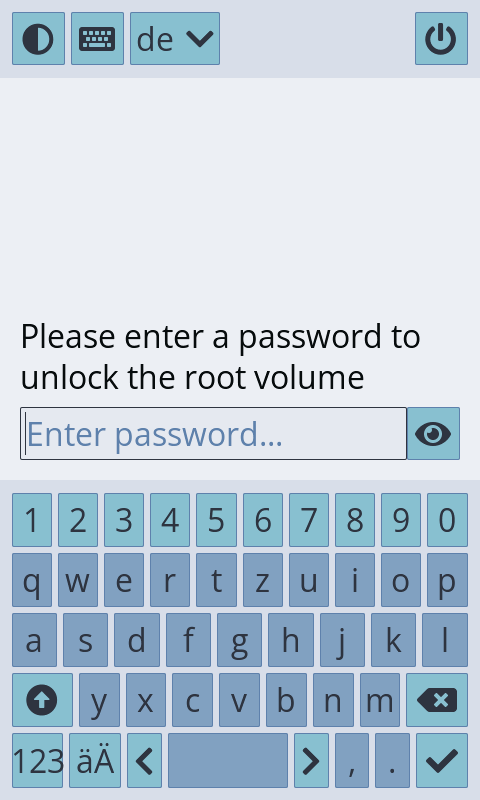 de
Please enter a password to
unlock the root volume
Enter password...
1 2 3 4 5 6 7 8 9 0
q w e r t z u i o p
a s d f g h j k l
y x c v b n m
123 äÄ , .